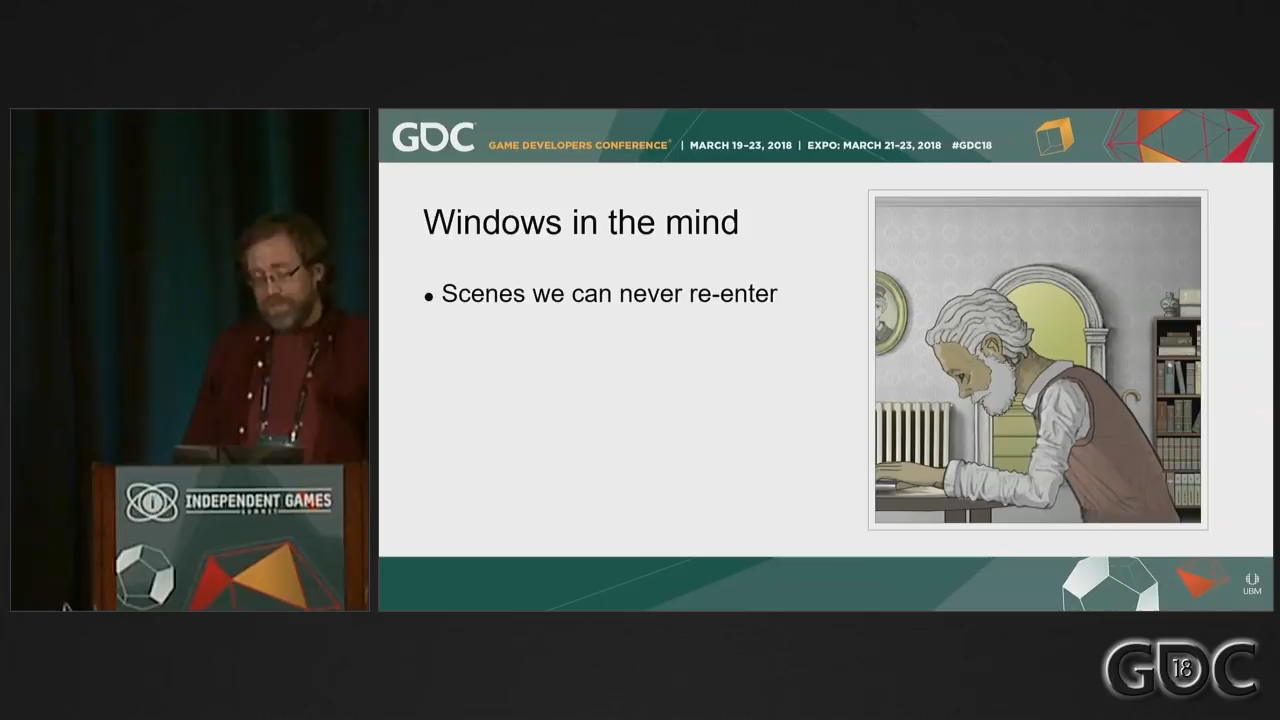 GDC
GAME DEVELOPERS CONFERENCE® | MARCH 19–23, 2018 | EXPO: MARCH 21–23, 2018 #GDC18
Windows in the mind
• Scenes we can never re-enter
INDEPENDENT GAMES
SUMMIT
UBM
GDC
18